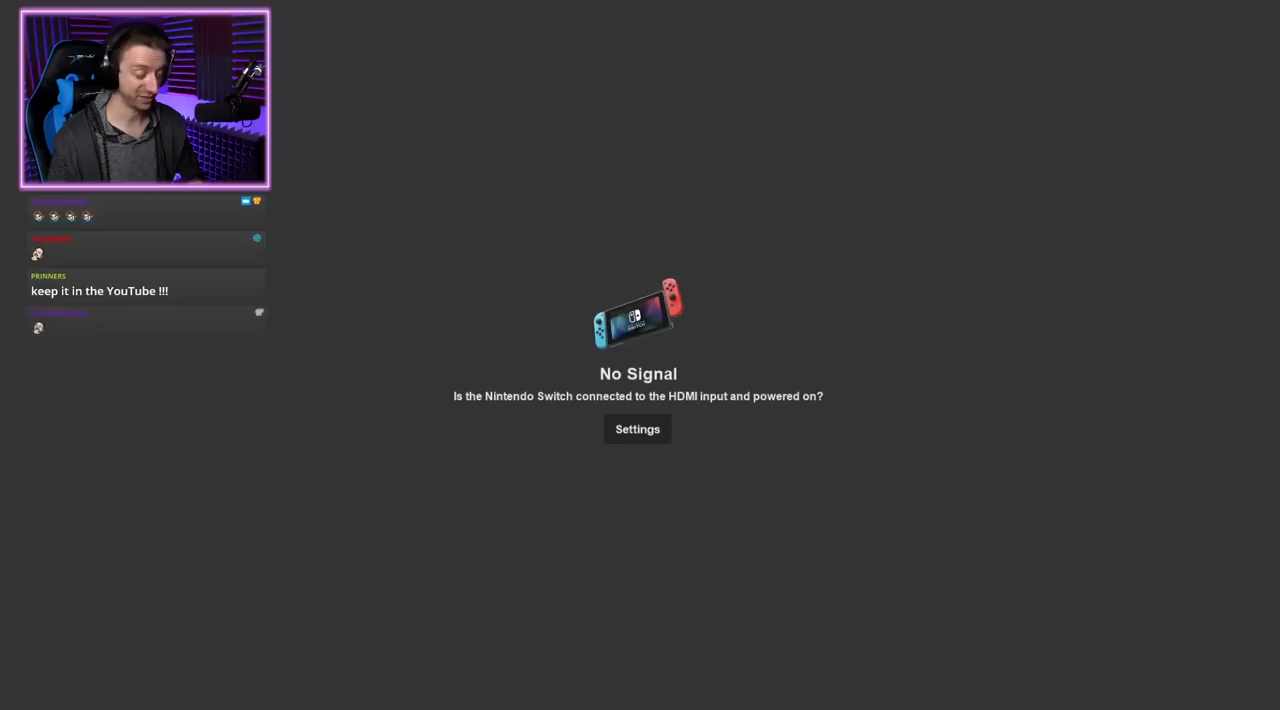 PRINNERS
keep it in the YouTube !!!
No Signal
Is the Nintendo Switch connected to the HDMI input and powered on?
Settings